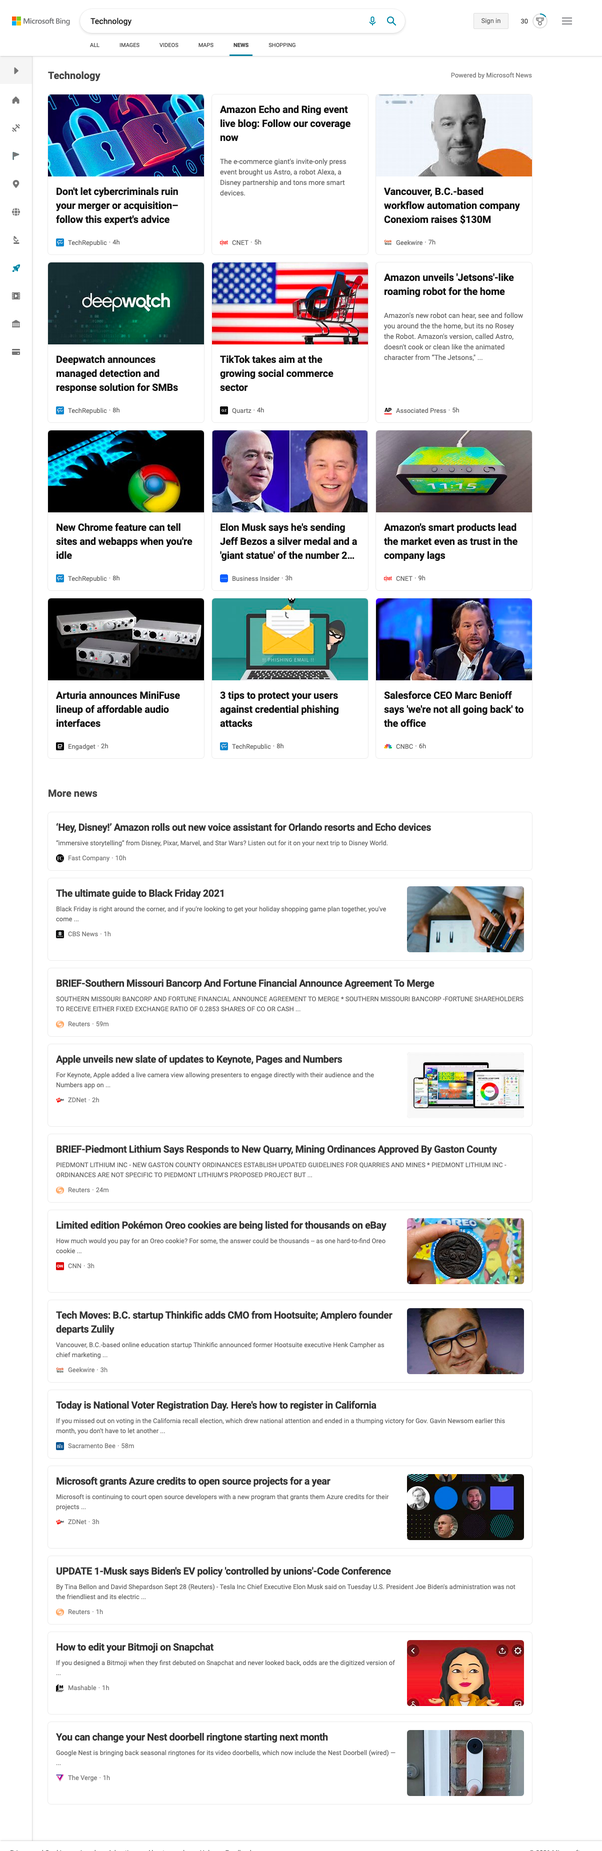 Microsoft Bing
Technology
Sign in
30
ALL
IMAGES
VIDEOS
MAPS
NEWS
SHOPPING
Technology
Powered by Microsoft News
Don't let cybercriminals ruin
your merger or acquisition–
follow this expert's advice
TechRepublic · 4h
Amazon Echo and Ring event
live blog: Follow our coverage
now
The e-commerce giant's invite-only press
event brought us Astro, a robot Alexa, a
Disney partnership and tons more smart
devices.
CNET · 5h
Vancouver, B.C.-based
workflow automation company
Conexiom raises $130M
Geekwire · 7h
deepwatch
Deepwatch announces
managed detection and
response solution for SMBs
TechRepublic · 8h
TikTok takes aim at the
growing social commerce
sector
Quartz · 4h
Amazon unveils 'Jetsons'-like
roaming robot for the home
Amazon's new robot can hear, see and follow
you around the the home, but its no Rosey
the Robot. Amazon's version, called Astro,
doesn't cook or clean like the animated
character from "The Jetsons," ...
AP Associated Press · 5h
New Chrome feature can tell
sites and webapps when you're
idle
TechRepublic · 8h
Elon Musk says he's sending
Jeff Bezos a silver medal and a
'giant statue' of the number 2...
Business Insider · 3h
11:15
Amazon's smart products lead
the market even as trust in the
company lags
CNET · 9h
Arturia announces MiniFuse
lineup of affordable audio
interfaces
Engadget · 2h
PHISHING EMAIL
3 tips to protect your users
against credential phishing
attacks
TechRepublic · 8h
Salesforce CEO Marc Benioff
says 'we're not all going back' to
the office
CNBC · 6h
More news
'Hey, Disney!' Amazon rolls out new voice assistant for Orlando resorts and Echo devices
"Immersive storytelling" from Disney, Pixar, Marvel, and Star Wars? Listen out for it on your next trip to Disney World.
Fast Company · 10h
The ultimate guide to Black Friday 2021
Black Friday is right around the corner, and if you're looking to get your holiday shopping game plan together, you've
come ...
CBS News · 1h
BRIEF-Southern Missouri Bancorp And Fortune Financial Announce Agreement To Merge
SOUTHERN MISSOURI BANCORP AND FORTUNE FINANCIAL ANNOUNCE AGREEMENT TO MERGE * SOUTHERN MISSOURI BANCORP -FORTUNE SHAREHOLDERS
TO RECEIVE EITHER FIXED EXCHANGE RATIO OF 0.2853 SHARES OF CO OR CASH ...
Reuters · 59m
Apple unveils new slate of updates to Keynote, Pages and Numbers
For Keynote, Apple added a live camera view allowing presenters to engage directly with their audience and the
Numbers app on ...
ZDNet · 2h
BRIEF-Piedmont Lithium Says Responds to New Quarry, Mining Ordinances Approved By Gaston County
PIEDMONT LITHIUM INC - NEW GASTON COUNTY ORDINANCES ESTABLISH UPDATED GUIDELINES FOR QUARRIES AND MINES * PIEDMONT LITHIUM INC -
ORDINANCES ARE NOT SPECIFIC TO PIEDMONT LITHIUM'S PROPOSED PROJECT BUT ...
Reuters · 24m
Limited edition Pokémon Oreo cookies are being listed for thousands on eBay
How much would you pay for an Oreo cookie? For some, the answer could be thousands – as one hard-to-find Oreo
cookie ...
CNN · 3h
OREO
Tech Moves: B.C. startup Thinkific adds CMO from Hootsuite; Amplero founder
departs Zulily
Vancouver, B.C.-based online education startup Thinkific announced former Hootsuite executive Henk Campher as
chief marketing ...
Geekwire · 3h
Today is National Voter Registration Day. Here's how to register in California
If you missed out on voting in the California recall election, which drew national attention and ended in a thumping victory for Gov. Gavin Newsom earlier this
month, you don't have to let another ...
Sacramento Bee · 58m
Microsoft grants Azure credits to open source projects for a year
Microsoft is continuing to court open source developers with a new program that grants them Azure credits for their
projects ...
ZDNet · 3h
UPDATE 1-Musk says Biden's EV policy 'controlled by unions'-Code Conference
By Tina Bellon and David Shepardson Sept 28 (Reuters) - Tesla Inc Chief Executive Elon Musk said on Tuesday U.S. President Joe Biden's administration was not
the friendliest and its electric ...
Reuters · 1h
How to edit your Bitmoji on Snapchat
If you designed a Bitmoji when they first debuted on Snapchat and never looked back, odds are the digitized version of
...
Mashable · 1h
You can change your Nest doorbell ringtone starting next month
Google Nest is bringing back seasonal ringtones for its video doorbells, which now include the Nest Doorbell (wired) —
...
The Verge · 1h